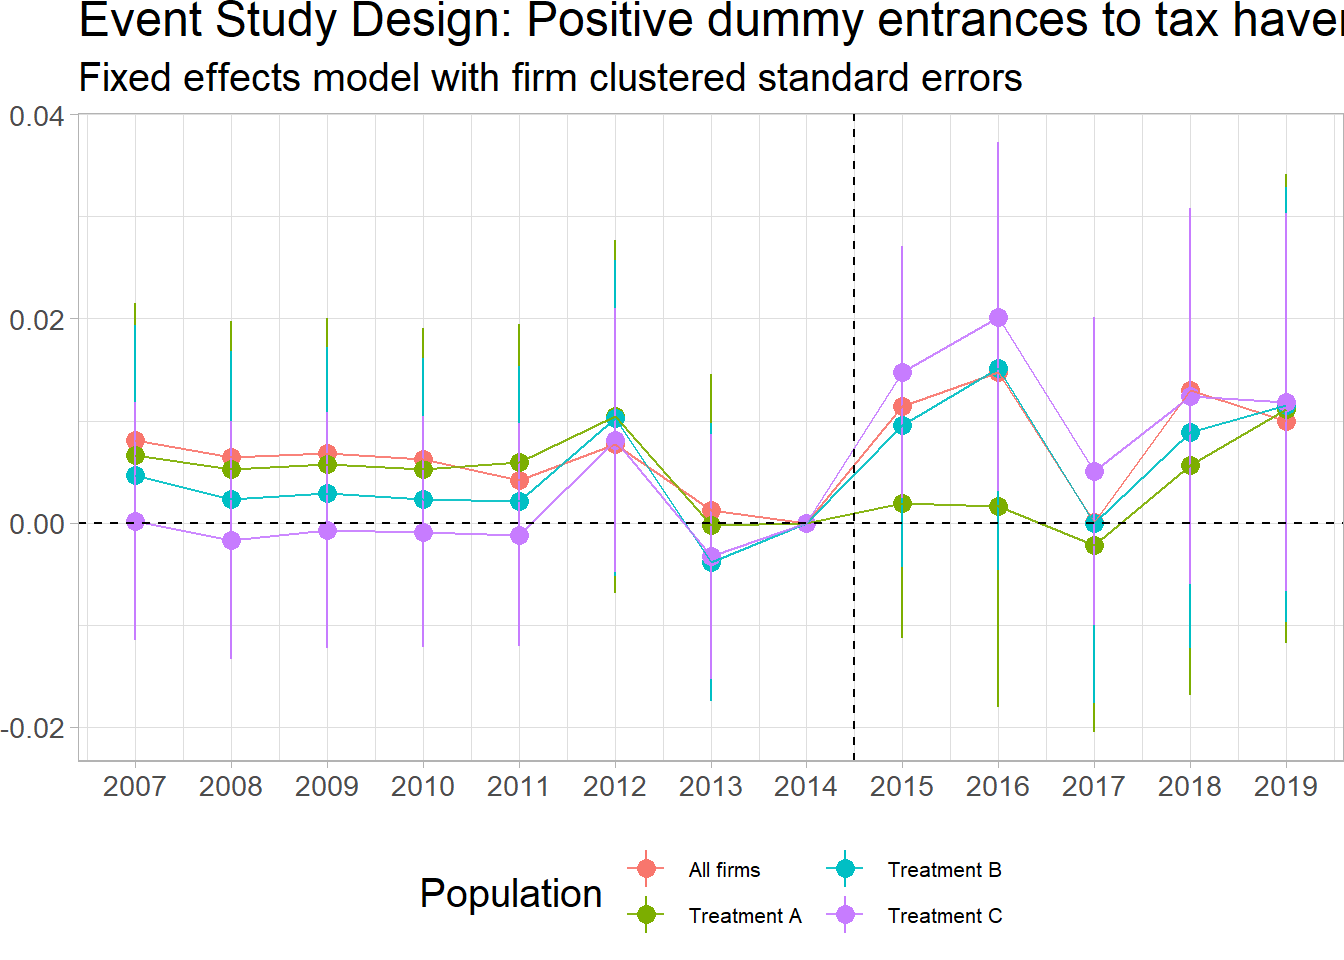 Event Study Design: Positive dummy entrances to tax haven
Fixed effects model with firm clustered standard errors
0.04
0.02
0.00
-0.02
2007 2008 2009 2010 2011 2012 2013 2014 2015 2016 2017 2018 2019
Population
All firms
Treatment A
Treatment B
Treatment C